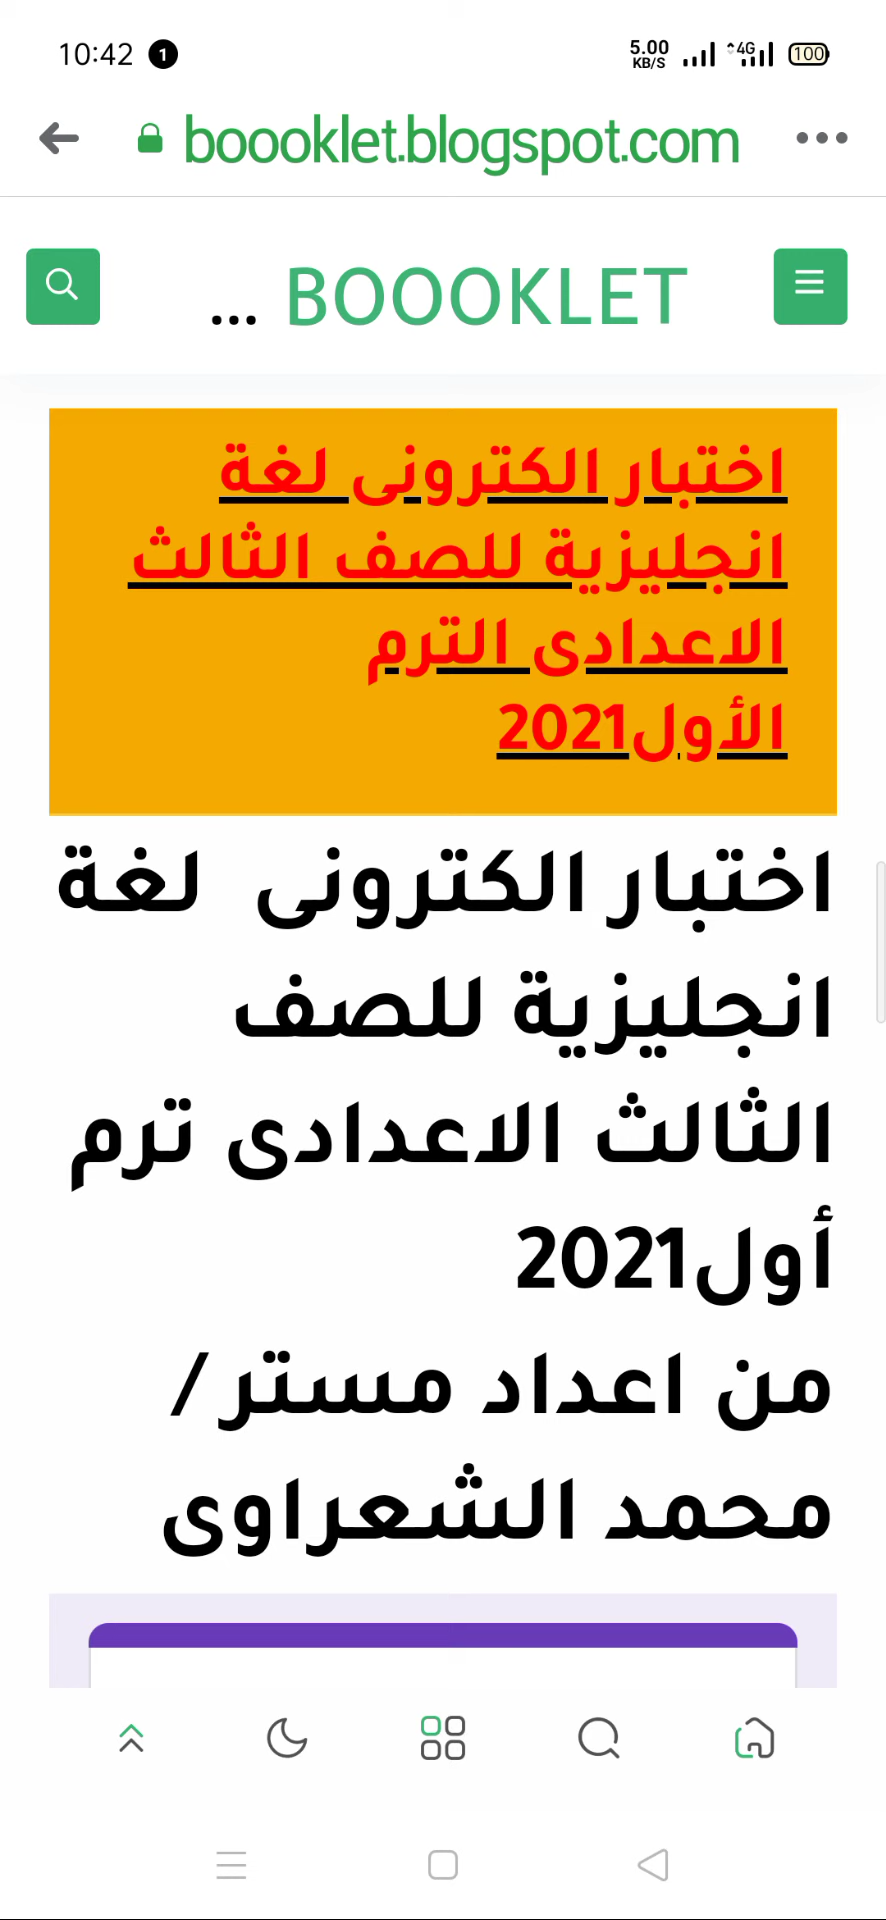 10:42 1 5.00 KB/S 4G 100
boooklet.blogspot.com
BOOOKLET ...
اختبار الكترونى لغة
انجليزية للصف الثالث
الاعدادى الترم
الأول2021
اختبار الكترونى لغة
انجليزية للصف
الثالث الاعدادى ترم
أول2021
من اعداد مستر /
محمد الشعراوى